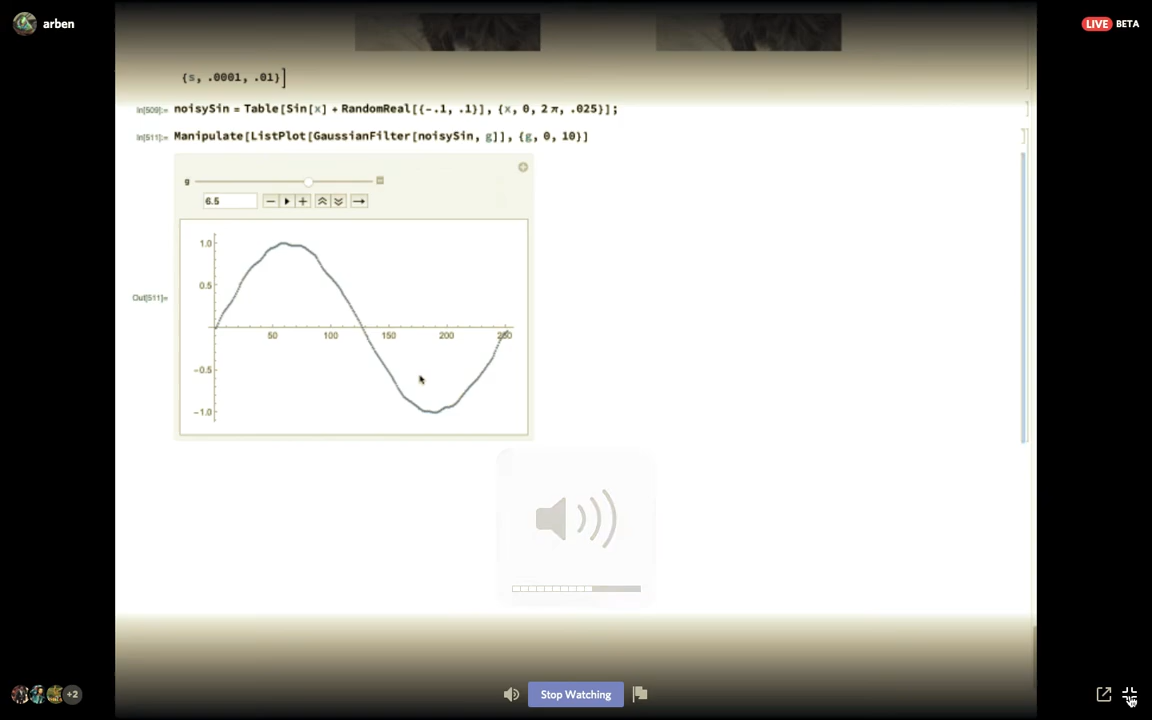 arben
LIVE BETA
{s, .0001, .01}]
In[509]:= noisySin = Table[Sin[x] + RandomReal[{-.1, .1}], {x, 0, 2 π, .025}];
In[511]:= Manipulate[ListPlot[GaussianFilter[noisySin, g]], {g, 0, 10}]
g
6.5
1.0
0.5
Out[511]=
50 100 150 200 250
-0.5
-1.0
+2
Stop Watching